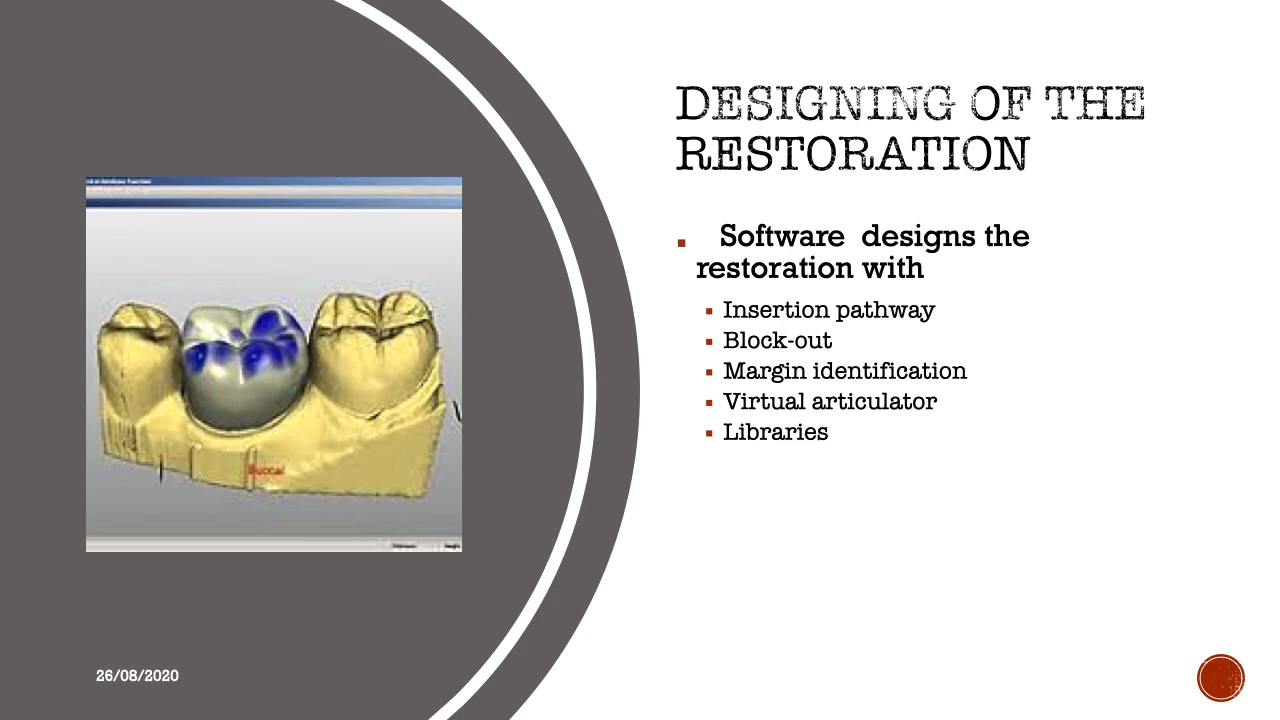 DESIGNING OF THE
RESTORATION
Software designs the
restoration with
Insertion pathway
Block-out
Margin identification
Virtual articulator
Libraries
Buccal
26/08/2020